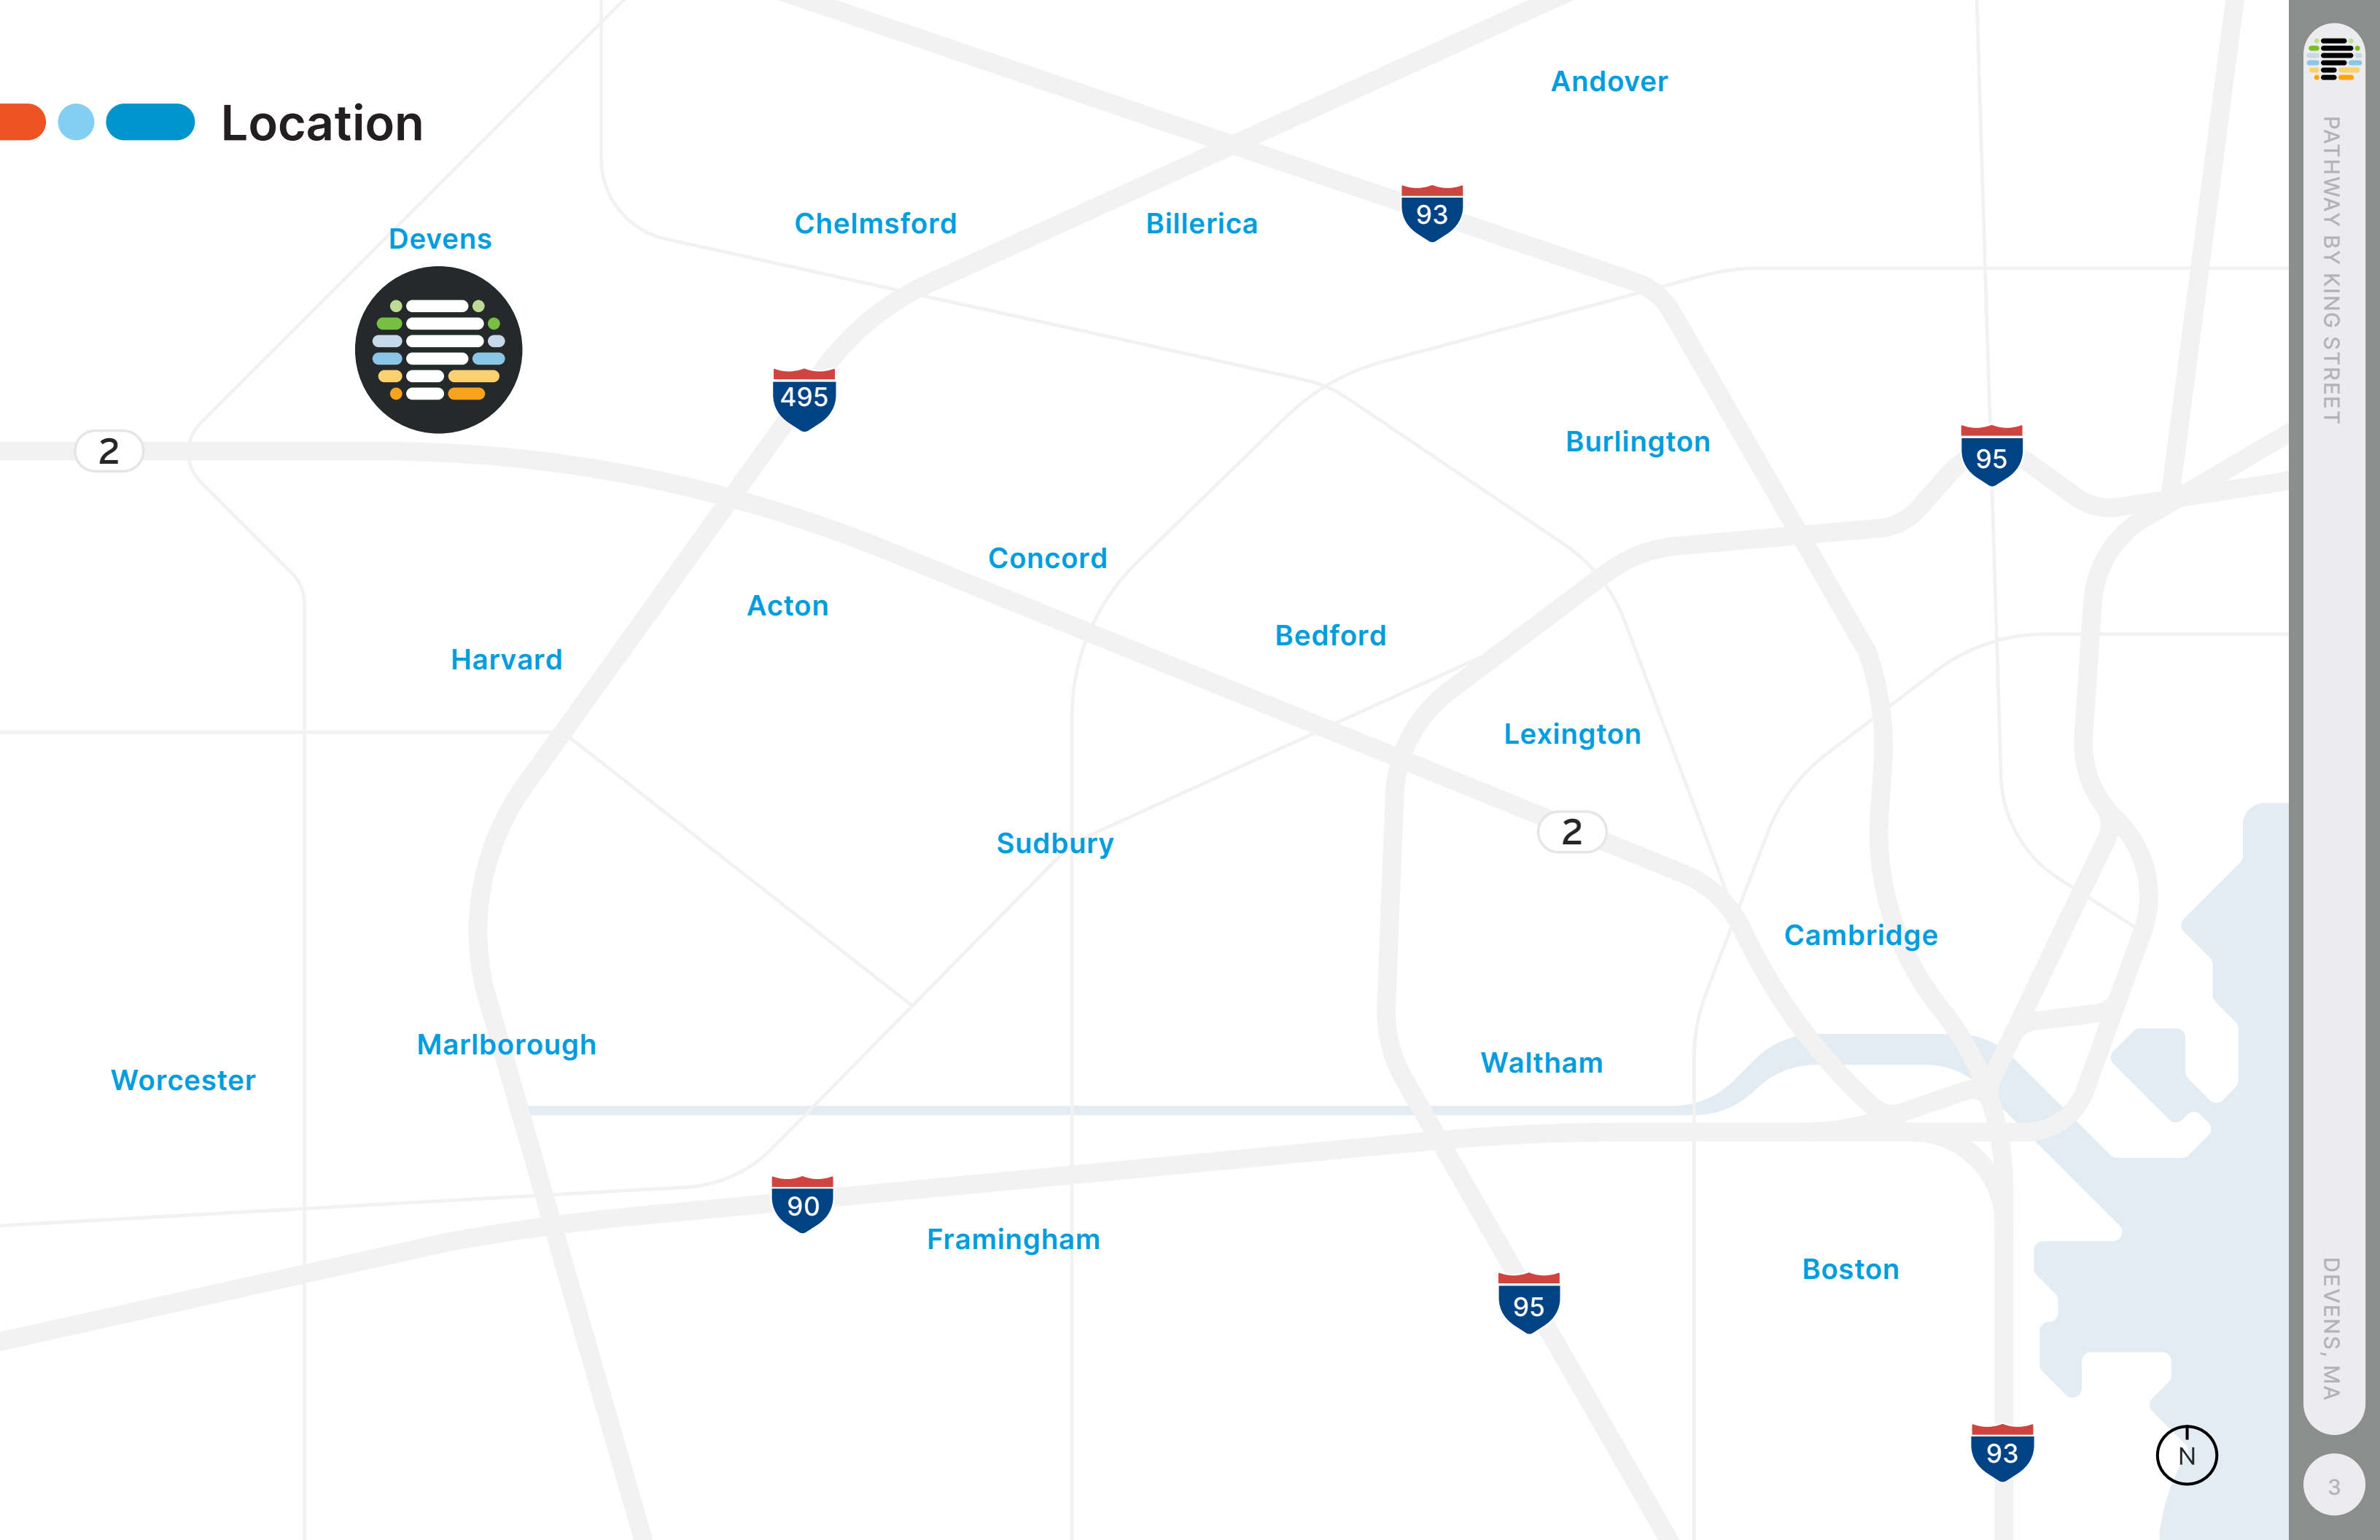 Location
Andover
Chelmsford
Billerica
93
Devens
495
2
Burlington
95
Concord
Acton
Bedford
Harvard
Lexington
2
Sudbury
Cambridge
Marlborough
Waltham
Worcester
90
Framingham
Boston
95
93
N
PATHWAY BY KING STREET
DEVENS, MA
3